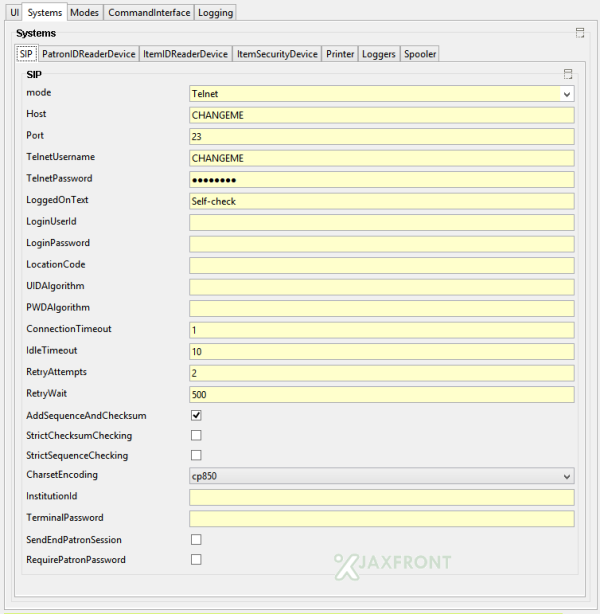 UI Systems Modes CommandInterface Logging
Systems
SIP PatronIDReaderDevice ItemIDReaderDevice ItemSecurityDevice Printer Loggers Spooler
SIP
mode Telnet
Host CHANGEME
Port 23
TelnetUsername CHANGEME
TelnetPassword ●●●●●●●●
LoggedOnText Self-check
LoginUserId
LoginPassword
LocationCode
UIDAlgorithm
PWDAlgorithm
ConnectionTimeout 1
IdleTimeout 10
RetryAttempts 2
RetryWait 500
AddSequenceAndChecksum
StrictChecksumChecking
StrictSequenceChecking
CharsetEncoding cp850
InstitutionId
TerminalPassword
SendEndPatronSession
RequirePatronPassword
JAXFRONT